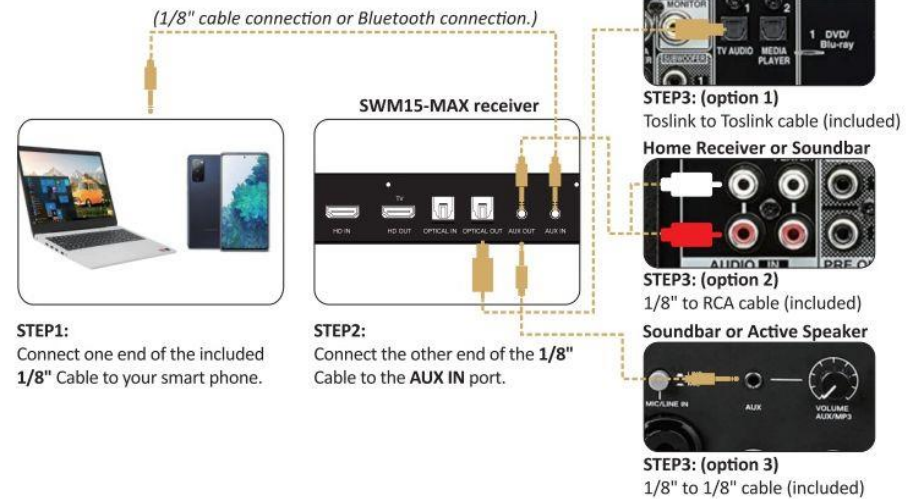 (1/8" cable connection or Bluetooth connection.)
SWM15-MAX receiver
TV
HD IN
HD OUT
OPTICAL IN
OPTICAL OUT
AUX OUT
AUX IN
STEP1:
Connect one end of the included
1/8" Cable to your smart phone.
STEP2:
Connect the other end of the 1/8"
Cable to the AUX IN port.
MONITOR
1
2
TV AUDIO
MEDIA
PLAYER
1 DVD/
Blu-ray
SUBWOOFER
1
STEP3: (option 1)
Toslink to Toslink cable (included)
Home Receiver or Soundbar
AUDIO IN
STEP3: (option 2)
1/8" to RCA cable (included)
Soundbar or Active Speaker
MIC/LINE IN
AUX
VOLUME
AUX/MP3
STEP3: (option 3)
1/8" to 1/8" cable (included)